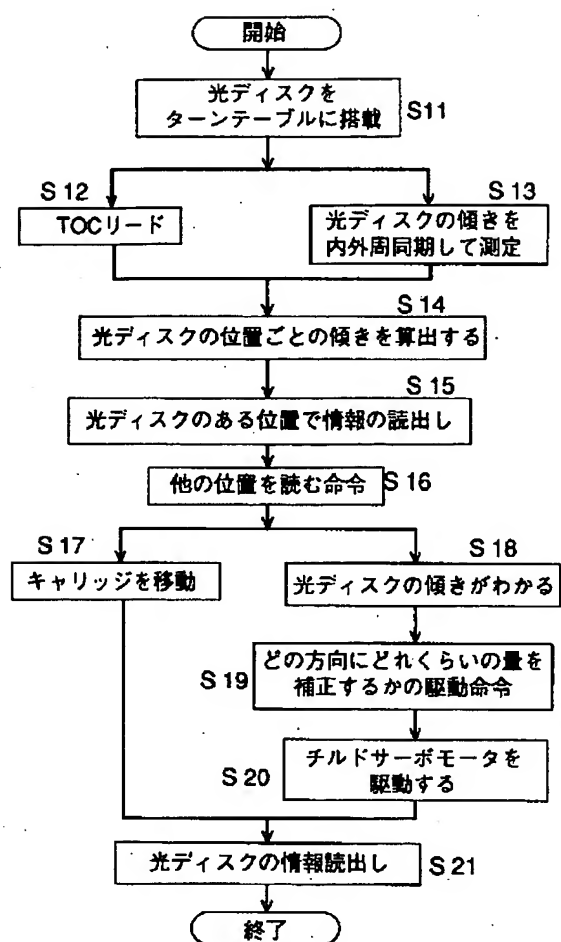 開始
光ディスクを
ターンテーブルに搭載
S11
S12
TOCリード
S13
光ディスクの傾きを
内外周同期して測定
S14
光ディスクの位置ごとの傾きを算出する
S15
光ディスクのある位置で情報の読出し
S16
他の位置を読む命令
S17
キャリッジを移動
S18
光ディスクの傾きがわかる
S19
どの方向にどれくらいの量を
補正するかの駆動命令
S20
チルドサーボモータを
駆動する
光ディスクの情報読出し
S21
終了